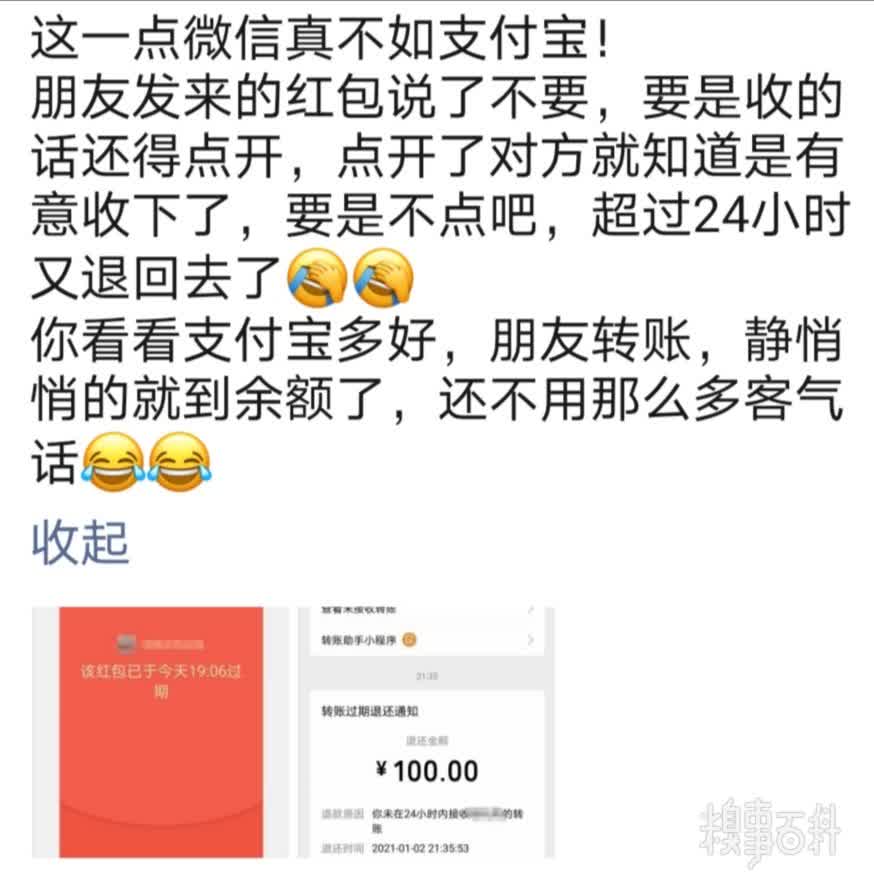 这一点微信真不如支付宝！
朋友发来的红包说了不要，要是收的
话还得点开，点开了对方就知道是有
意收下了，要是不点吧，超过24小时
又退回去了🤦🤦
你看看支付宝多好，朋友转账，静悄
悄的就到余额了，还不用那么多客气
话😂😂
收起
该红包已于今天19:06过
期
查看未接收转账
转账助手小程序
21:35
转账过期退还通知
退还金额
¥100.00
退款原因 你未在24小时内接收 的转
账
退还时间 2021-01-02 21:35:53
糗事百科